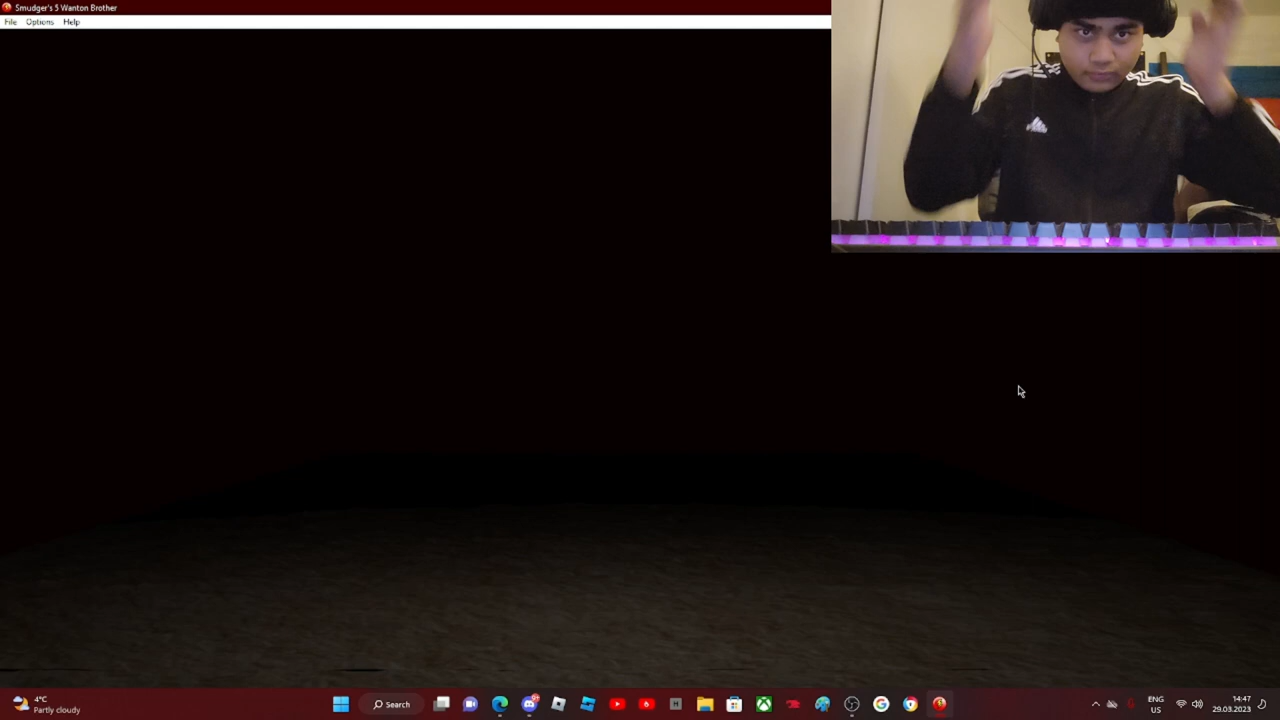 Smudger's 5 Wanton Brother
File Options Help
4°C
Partly cloudy
Search
ENG
US
14:47
29.03.2023